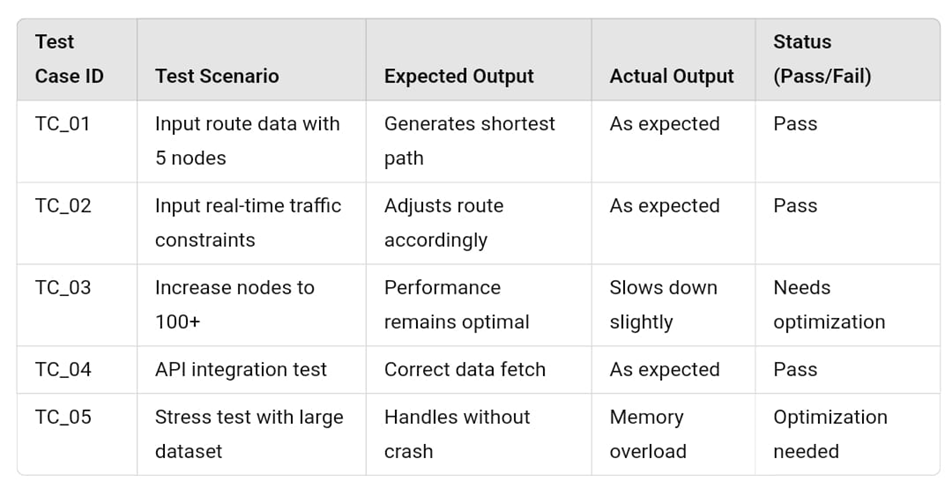 Test Case ID | Test Scenario | Expected Output | Actual Output | Status (Pass/Fail)
TC_01 | Input route data with 5 nodes | Generates shortest path | As expected | Pass
TC_02 | Input real-time traffic constraints | Adjusts route accordingly | As expected | Pass
TC_03 | Increase nodes to 100+ | Performance remains optimal | Slows down slightly | Needs optimization
TC_04 | API integration test | Correct data fetch | As expected | Pass
TC_05 | Stress test with large dataset | Handles without crash | Memory overload | Optimization needed